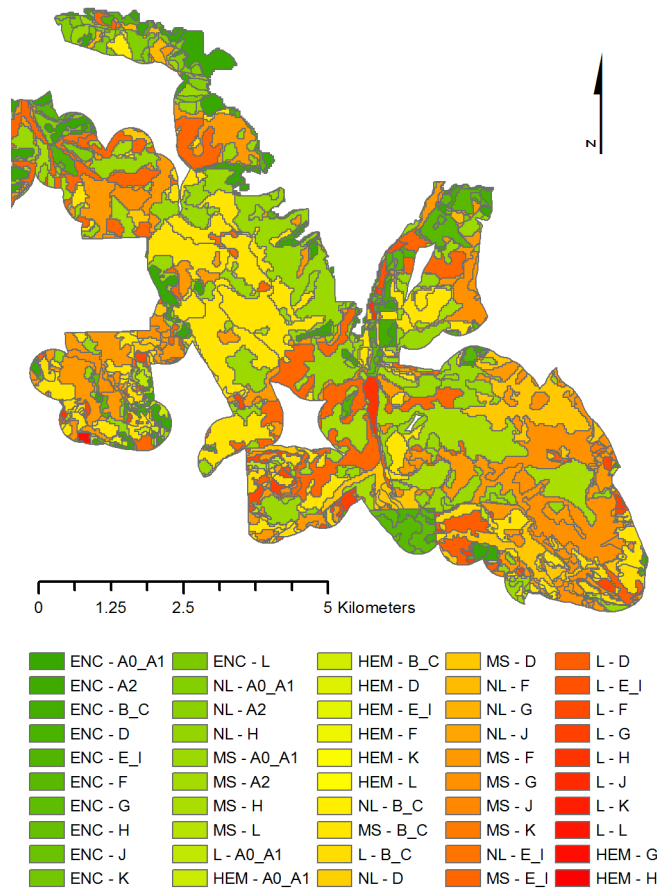 N
0 1.25 2.5 5 Kilometers
ENC - A0_A1 ENC - L HEM - B_C MS - D L - D
ENC - A2 NL - A0_A1 HEM - D NL - F L - E_I
ENC - B_C NL - A2 HEM - E_I NL - G L - F
ENC - D NL - H HEM - F NL - J L - G
ENC - E_I MS - A0_A1 HEM - K MS - F L - H
ENC - F MS - A2 HEM - L MS - G L - J
ENC - G MS - H NL - B_C MS - J L - K
ENC - H MS - L MS - B_C MS - K L - L
ENC - J L - A0_A1 L - B_C NL - E_I HEM - G
ENC - K HEM - A0_A1 NL - D MS - E_I HEM - H